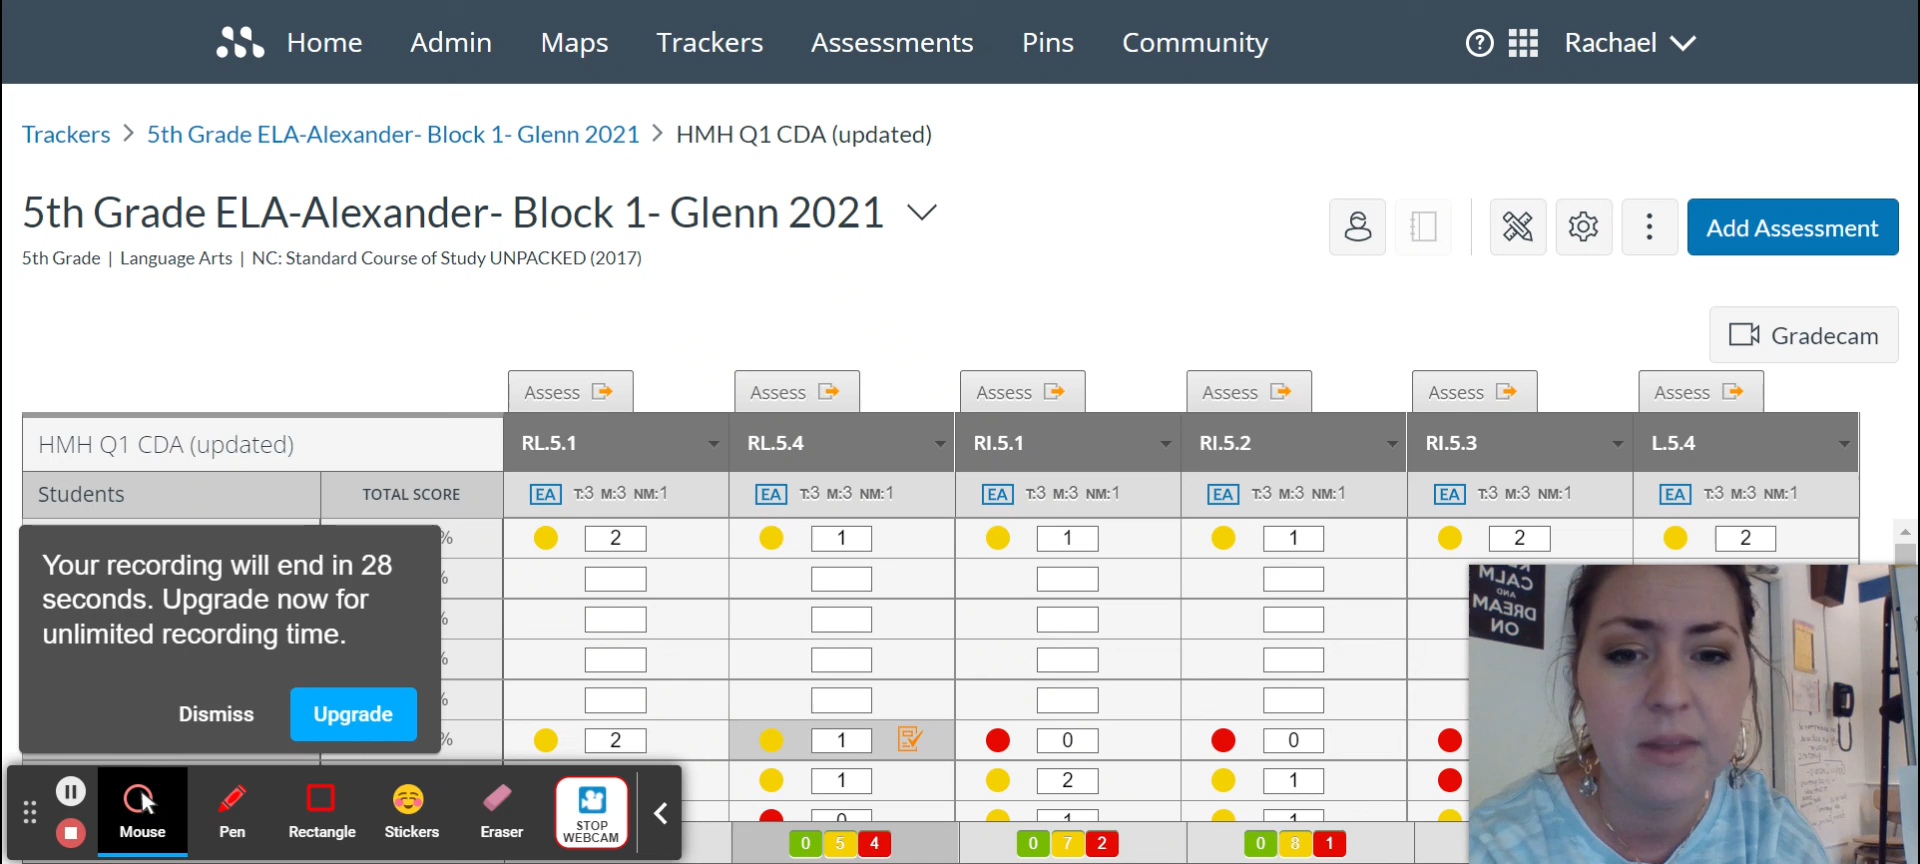 Home Admin Maps Trackers Assessments Pins Community Rachael
Trackers > 5th Grade ELA-Alexander- Block 1- Glenn 2021 > HMH Q1 CDA (updated)
5th Grade ELA-Alexander- Block 1- Glenn 2021
Add Assessment
5th Grade | Language Arts | NC: Standard Course of Study UNPACKED (2017)
Gradecam
Assess Assess Assess Assess Assess Assess
HMH Q1 CDA (updated) RL.5.1 RL.5.4 RI.5.1 RI.5.2 RI.5.3 L.5.4
Students TOTAL SCORE EA T:3 M:3 NM:1 EA T:3 M:3 NM:1 EA T:3 M:3 NM:1 EA T:3 M:3 NM:1 EA T:3 M:3 NM:1 EA T:3 M:3 NM:1
% 2 1 1 1 2 2
%
%
%
%
% 2 1 0 0
1 2 1
0 1 1
0 5 4 0 7 2 0 8 1
Your recording will end in 28
seconds. Upgrade now for
unlimited recording time.
Dismiss Upgrade
Mouse Pen Rectangle Stickers Eraser STOP
WEBCAM
CALM
AND
DREAM
ON